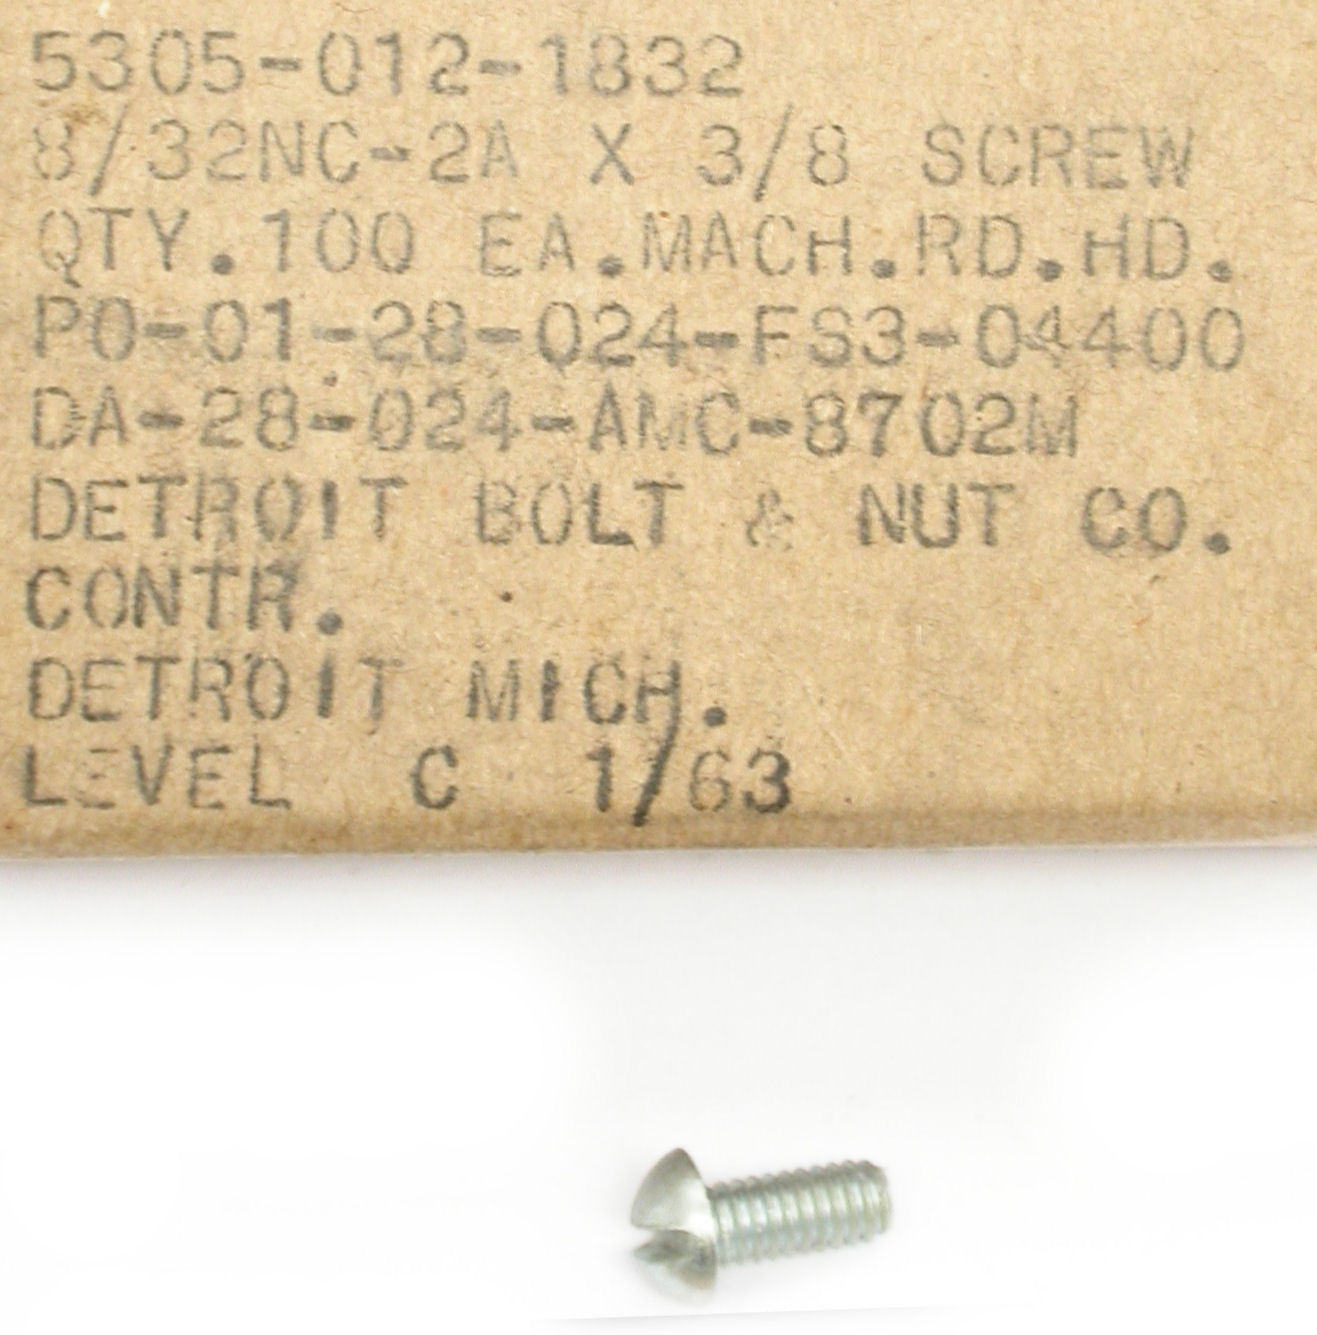 5305-012-1832
8/32NC-2A X 3/8 SCREW
QTY.100 EA.MACH.RD.HD.
PO-01-28-024-FS3-04400
DA-28-024-AMC-8702M
DETROIT BOLT & NUT CO.
CONTR.
DETROIT MICH.
LEVEL C 1/63